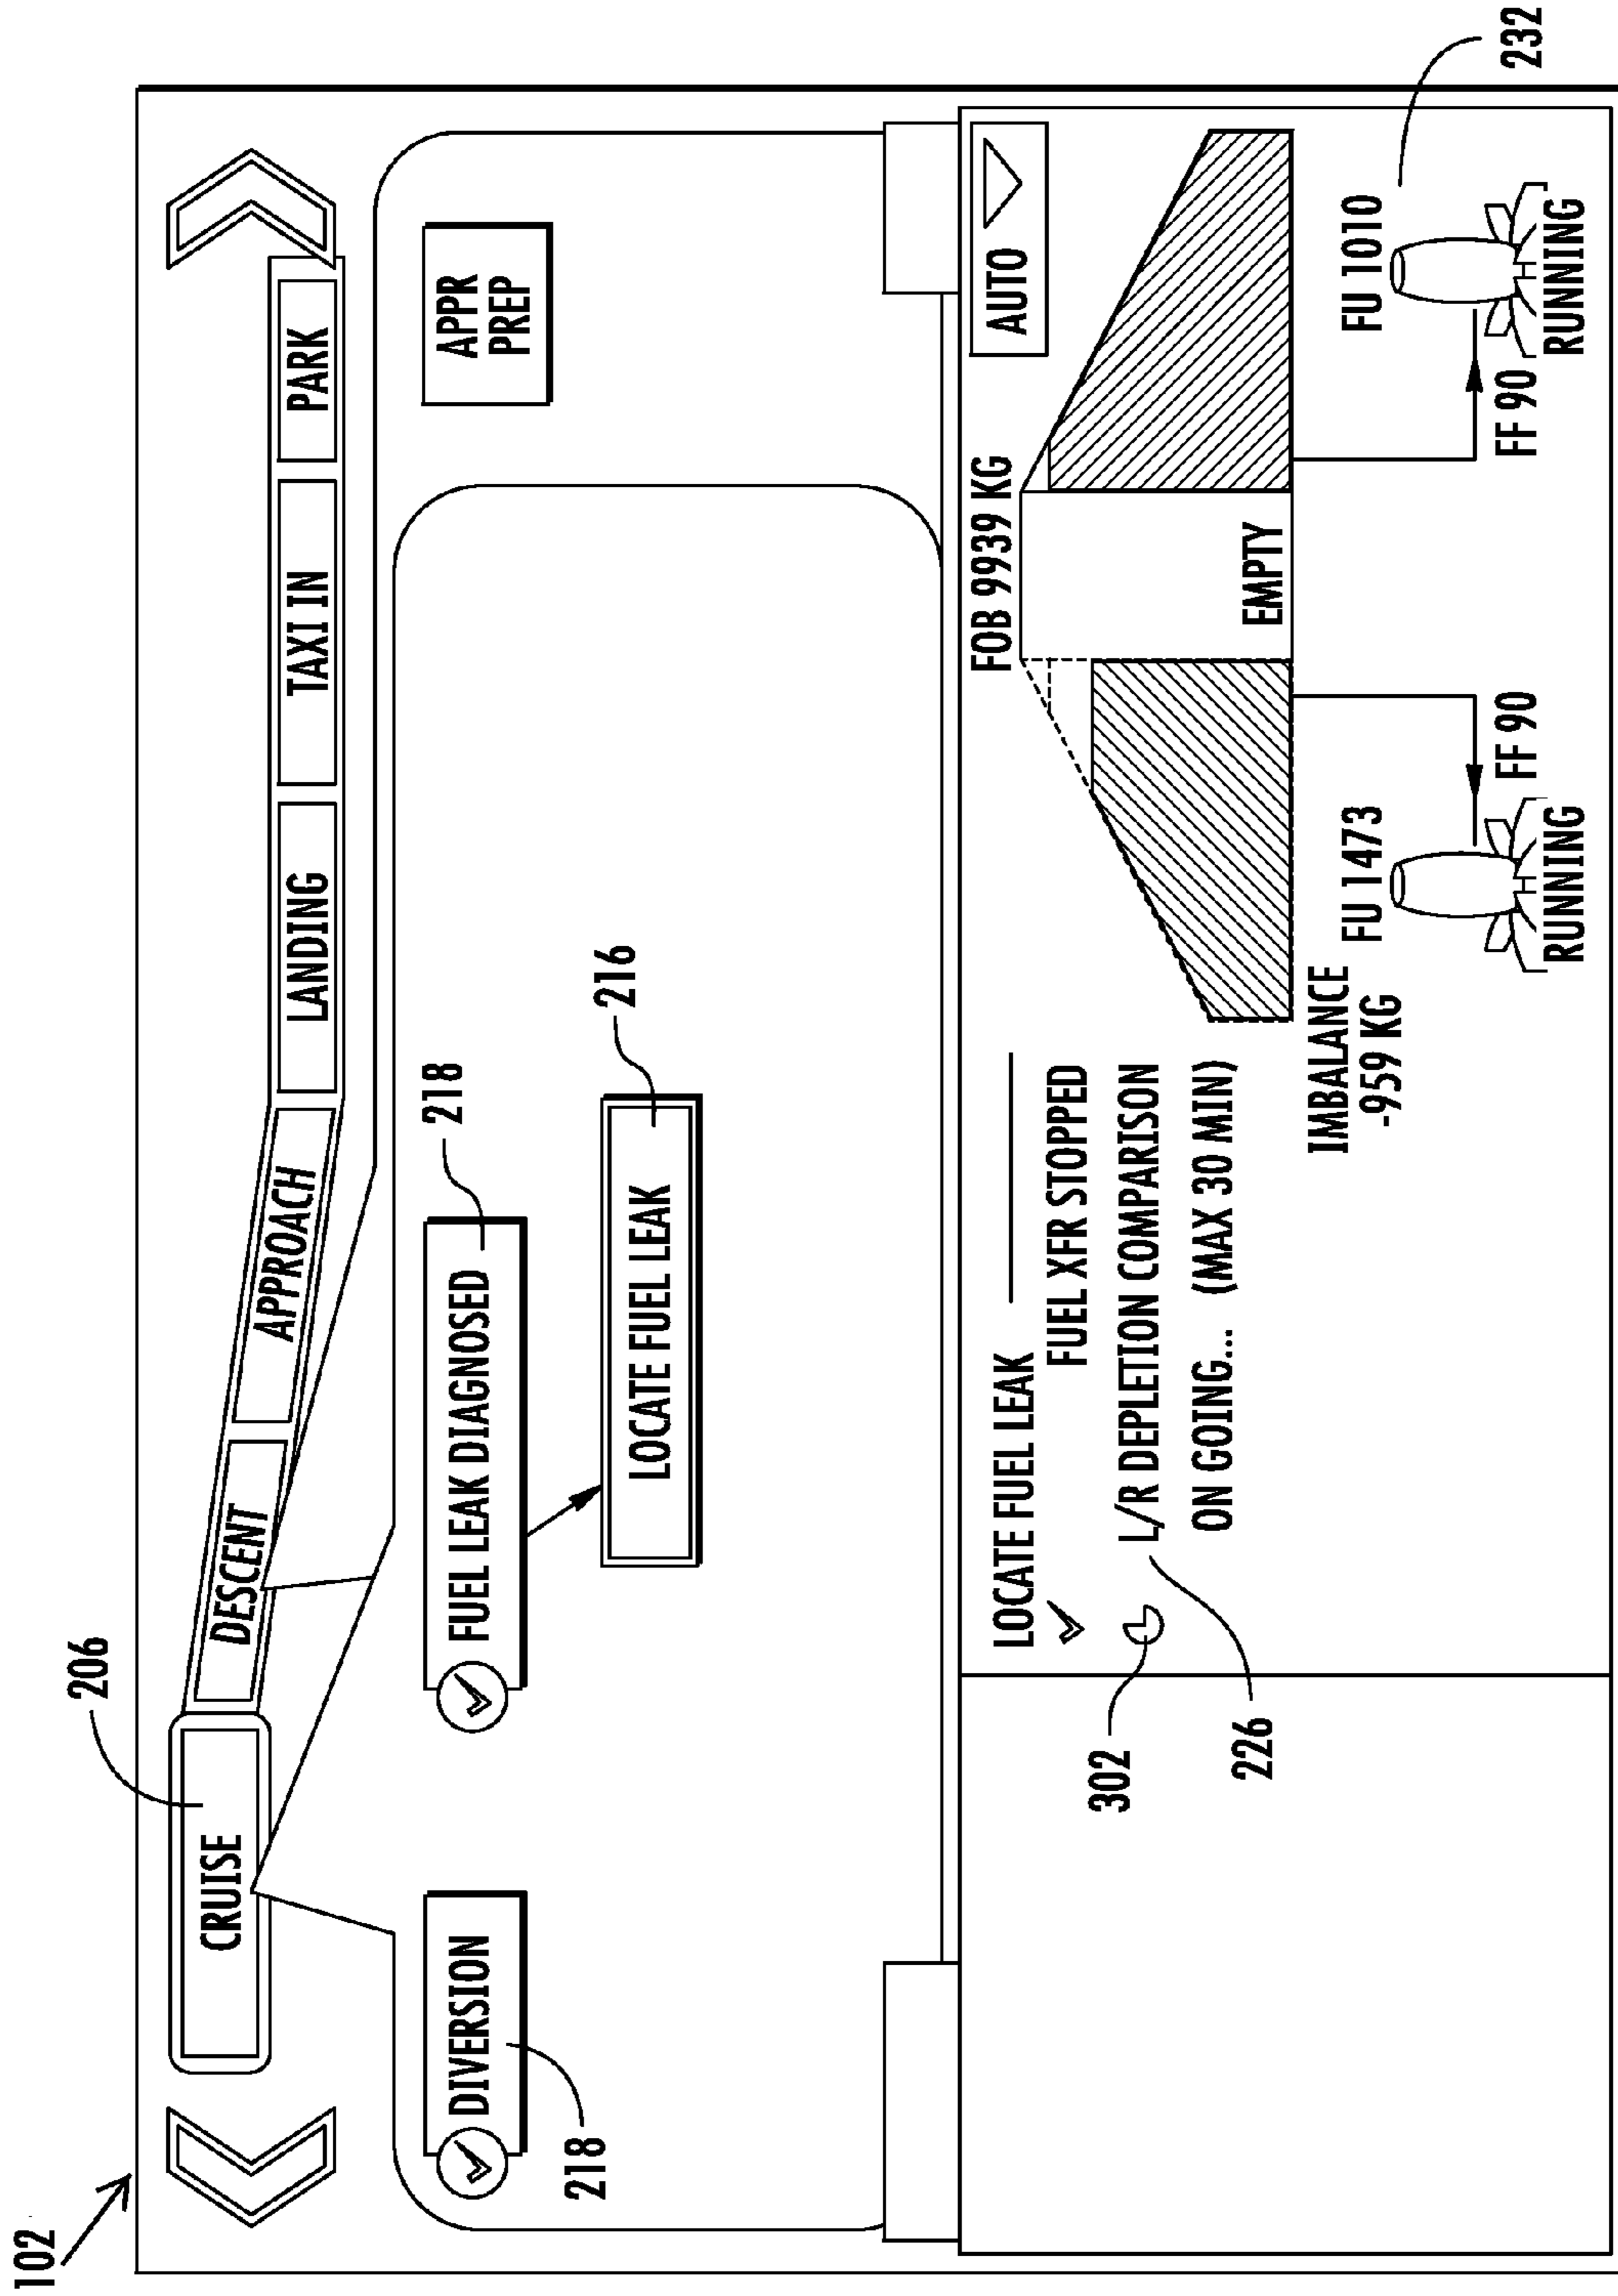 102
206
CRUISE
DESCENT
APPROACH
LANDING
TAXI IN
PARK
DIVERSION
218
FUEL LEAK DIAGNOSED
218
LOCATE FUEL LEAK
216
APPR
PREP
LOCATE FUEL LEAK
FUEL XFR STOPPED
302
L/R DEPLETION COMPARISON
ON GOING... (MAX 30 MIN)
226
FOB 9939 KG
AUTO
EMPTY
IMBALANCE
-959 KG
FU 1473
FU 1010
FF 90
FF 90
RUNNING
RUNNING
232